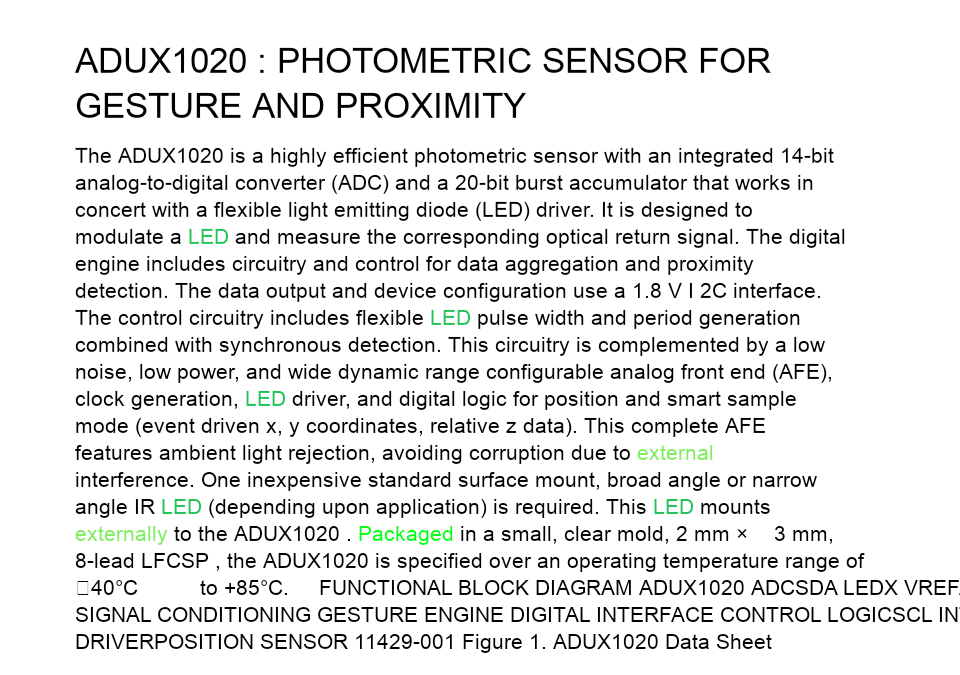 ADUX1020 : PHOTOMETRIC SENSOR FOR
GESTURE AND PROXIMITY
The ADUX1020 is a highly efficient photometric sensor with an integrated 14-bit
analog-to-digital converter (ADC) and a 20-bit burst accumulator that works in
concert with a flexible light emitting diode (LED) driver. It is designed to
modulate a LED and measure the corresponding optical return signal. The digital
engine includes circuitry and control for data aggregation and proximity
detection. The data output and device configuration use a 1.8 V I 2C interface.
The control circuitry includes flexible LED pulse width and period generation
combined with synchronous detection. This circuitry is complemented by a low
noise, low power, and wide dynamic range configurable analog front end (AFE),
clock generation, LED driver, and digital logic for position and smart sample
mode (event driven x, y coordinates, relative z data). This complete AFE
features ambient light rejection, avoiding corruption due to external
interference. One inexpensive standard surface mount, broad angle or narrow
angle IR LED (depending upon application) is required. This LED mounts
externally to the ADUX1020 . Packaged in a small, clear mold, 2 mm × 3 mm,
8-lead LFCSP , the ADUX1020 is specified over an operating temperature range of
40°C to +85°C. FUNCTIONAL BLOCK DIAGRAM ADUX1020 ADCSDA LEDX
SIGNAL CONDITIONING GESTURE ENGINE DIGITAL INTERFACE CONTROL LOGICSCL
DRIVERPOSITION SENSOR 11429-001 Figure 1. ADUX1020 Data Sheet